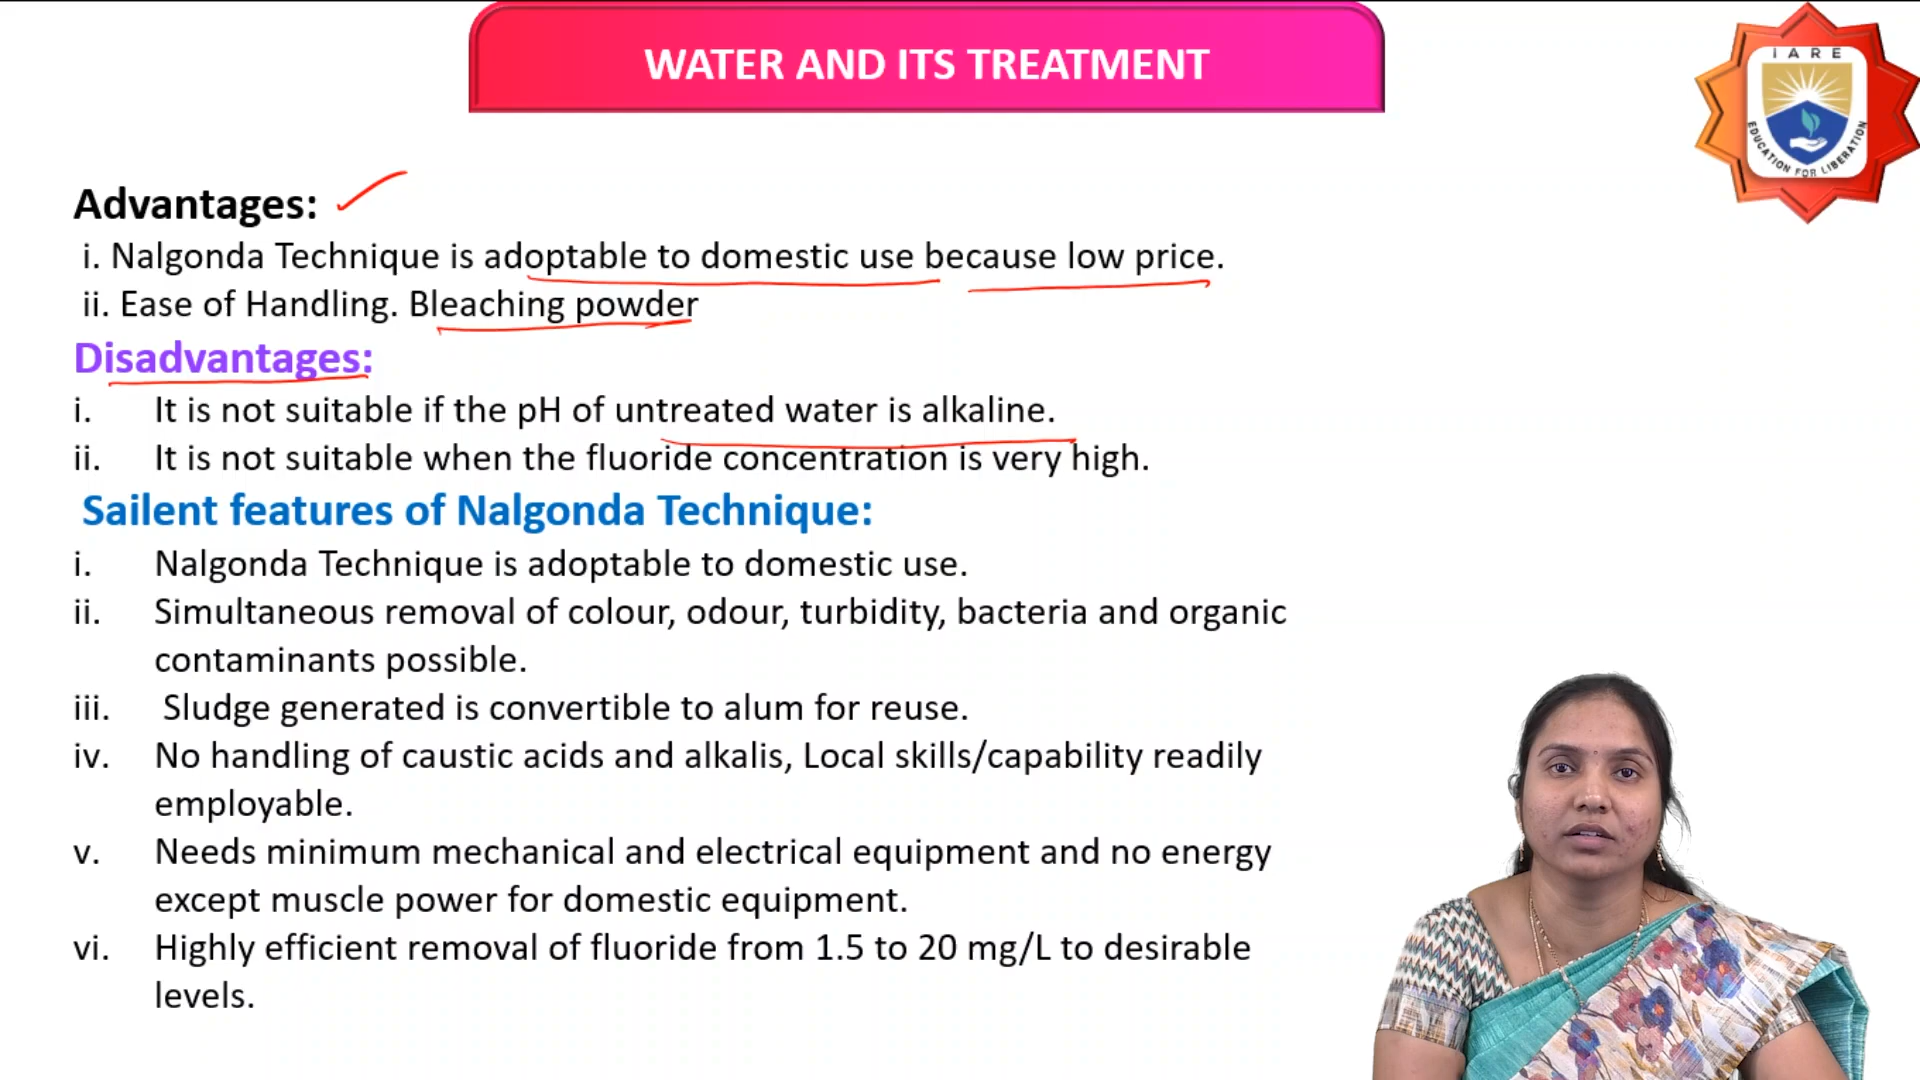 WATER AND ITS TREATMENT
IARE
EDUCATION FOR LIBERATION
Advantages:
i. Nalgonda Technique is adoptable to domestic use because low price.
ii. Ease of Handling. Bleaching powder
Disadvantages:
i. It is not suitable if the pH of untreated water is alkaline.
ii. It is not suitable when the fluoride concentration is very high.
Sailent features of Nalgonda Technique:
i. Nalgonda Technique is adoptable to domestic use.
ii. Simultaneous removal of colour, odour, turbidity, bacteria and organic
contaminants possible.
iii. Sludge generated is convertible to alum for reuse.
iv. No handling of caustic acids and alkalis, Local skills/capability readily
employable.
v. Needs minimum mechanical and electrical equipment and no energy
except muscle power for domestic equipment.
vi. Highly efficient removal of fluoride from 1.5 to 20 mg/L to desirable
levels.